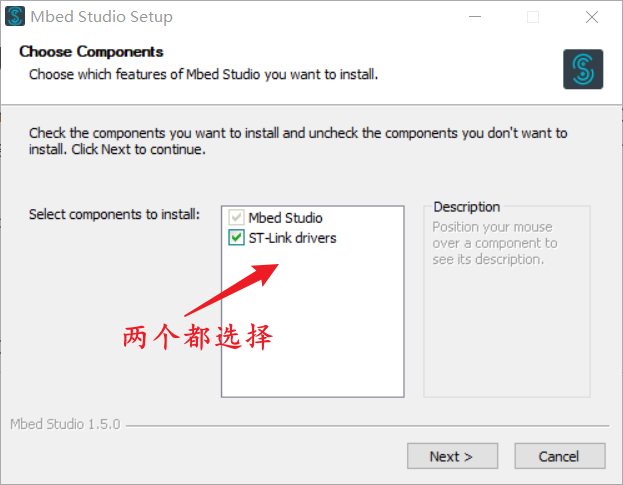 Mbed Studio Setup
Choose Components
Choose which features of Mbed Studio you want to install.
Check the components you want to install and uncheck the components you don't want to
install. Click Next to continue.
Select components to install:
Mbed Studio
ST-Link drivers
Description
Position your mouse
over a component to
see its description.
两个都选择
Mbed Studio 1.5.0
Next >
Cancel